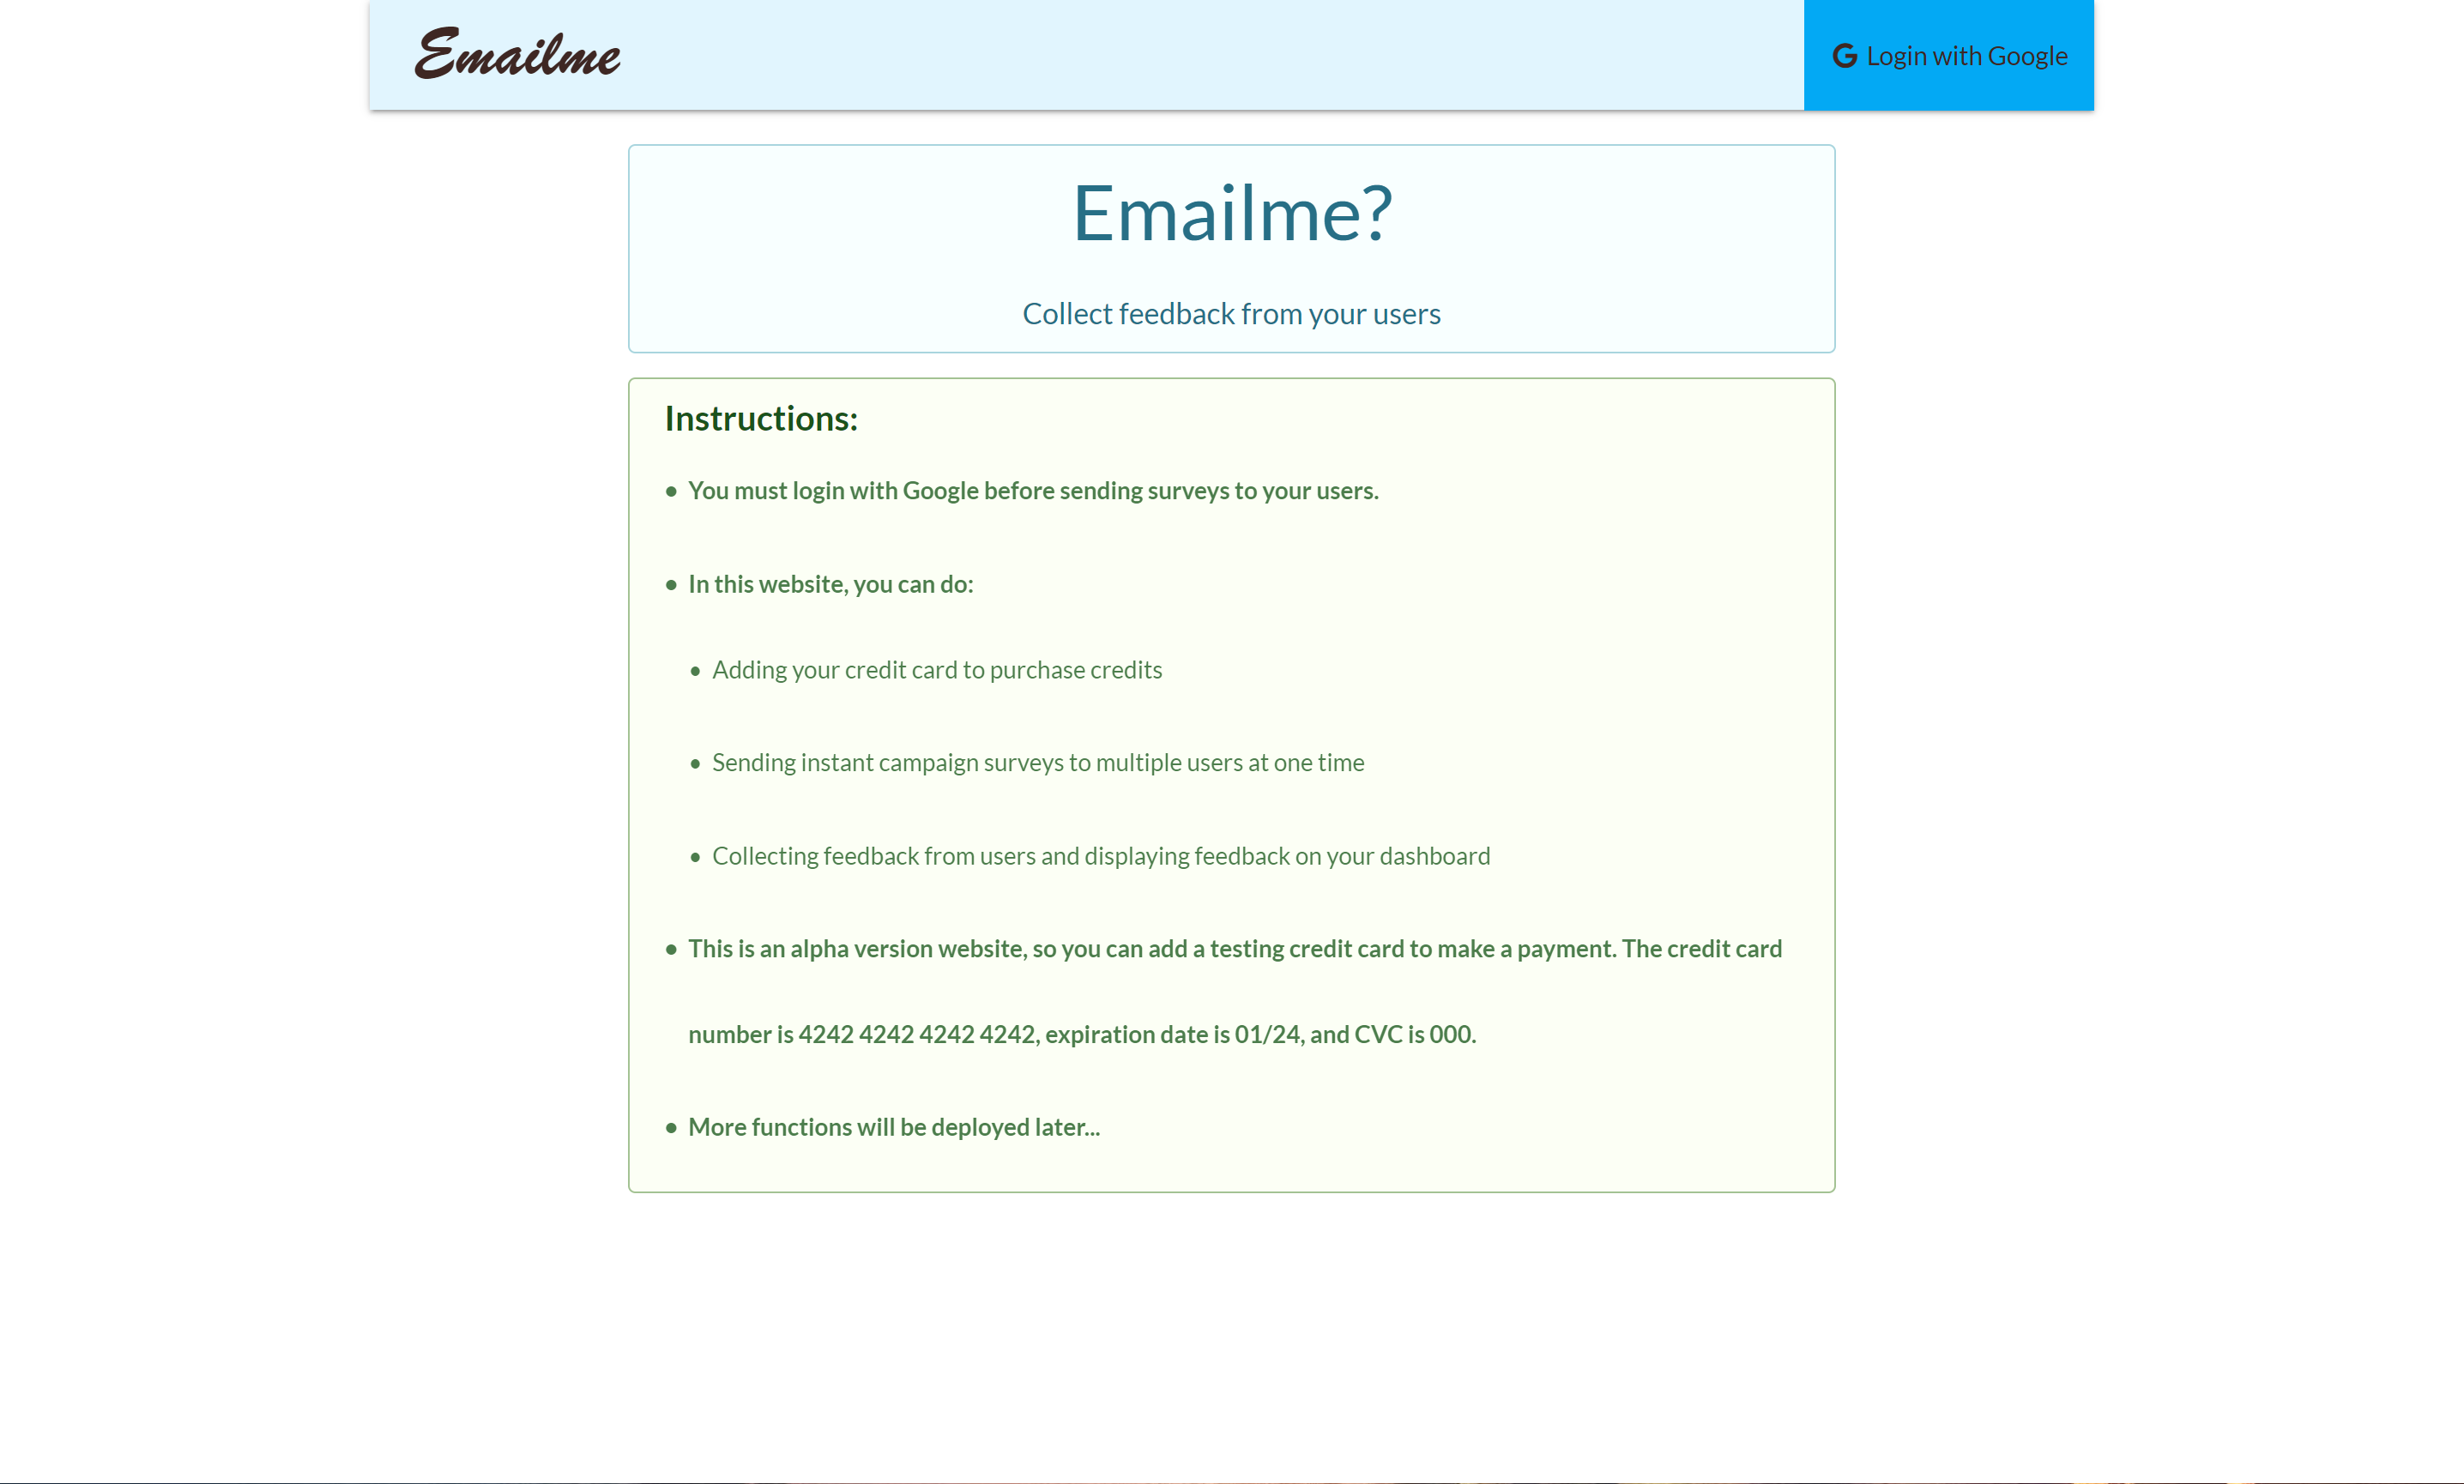 Emailme
Login with Google
Emailme?
Collect feedback from your users
Instructions:
• You must login with Google before sending surveys to your users.
• In this website, you can do:
• Adding your credit card to purchase credits
• Sending instant campaign surveys to multiple users at one time
• Collecting feedback from users and displaying feedback on your dashboard
• This is an alpha version website, so you can add a testing credit card to make a payment. The credit card
number is 4242 4242 4242 4242, expiration date is 01/24, and CVC is 000.
• More functions will be deployed later...